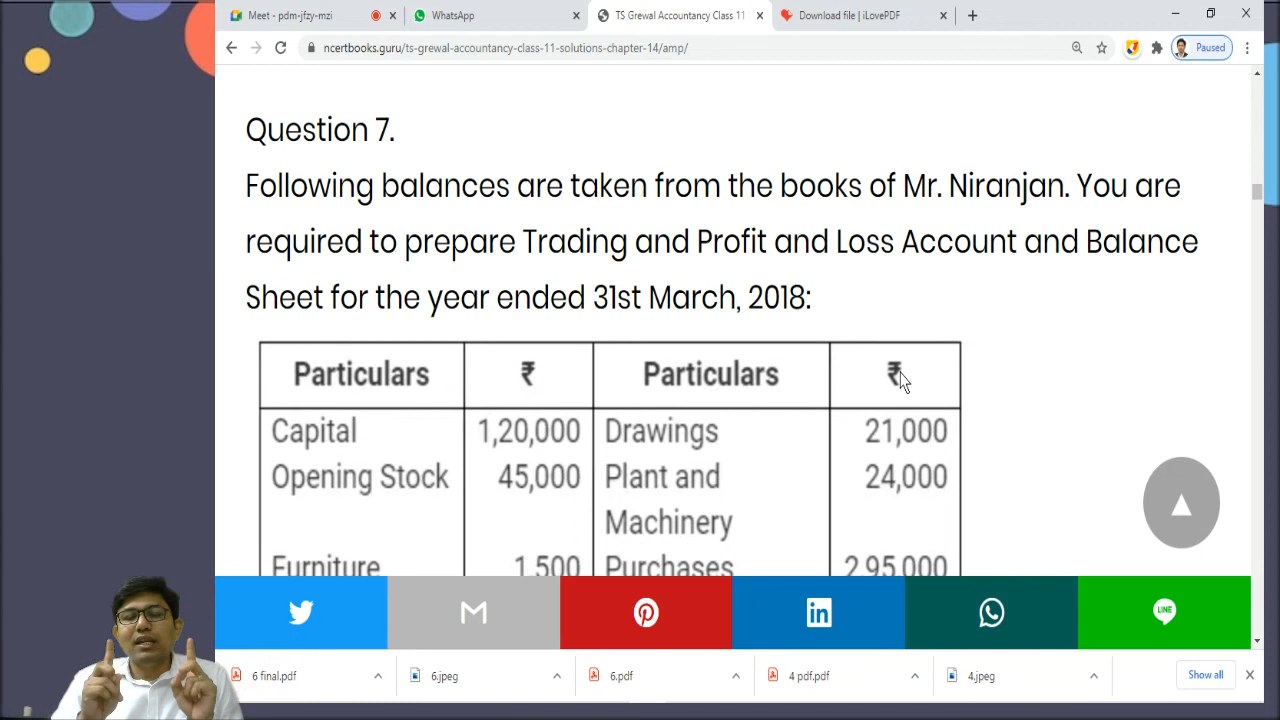 Meet - pdm-jfzy-mzi
WhatsApp
TS Grewal Accountancy Class 11
Download file | iLovePDF
ncertbooks.guru/ts-grewal-accountancy-class-11-solutions-chapter-14/amp/
Paused
Question 7.
Following balances are taken from the books of Mr. Niranjan. You are
required to prepare Trading and Profit and Loss Account and Balance
Sheet for the year ended 31st March, 2018:
Particulars ₹ Particulars ₹
Capital 1,20,000 Drawings 21,000
Opening Stock 45,000 Plant and 24,000
Machinery
Furniture 1,500 Purchases 2,95,000
LINE
6 final.pdf
6.jpeg
6.pdf
4 pdf.pdf
4.jpeg
Show all